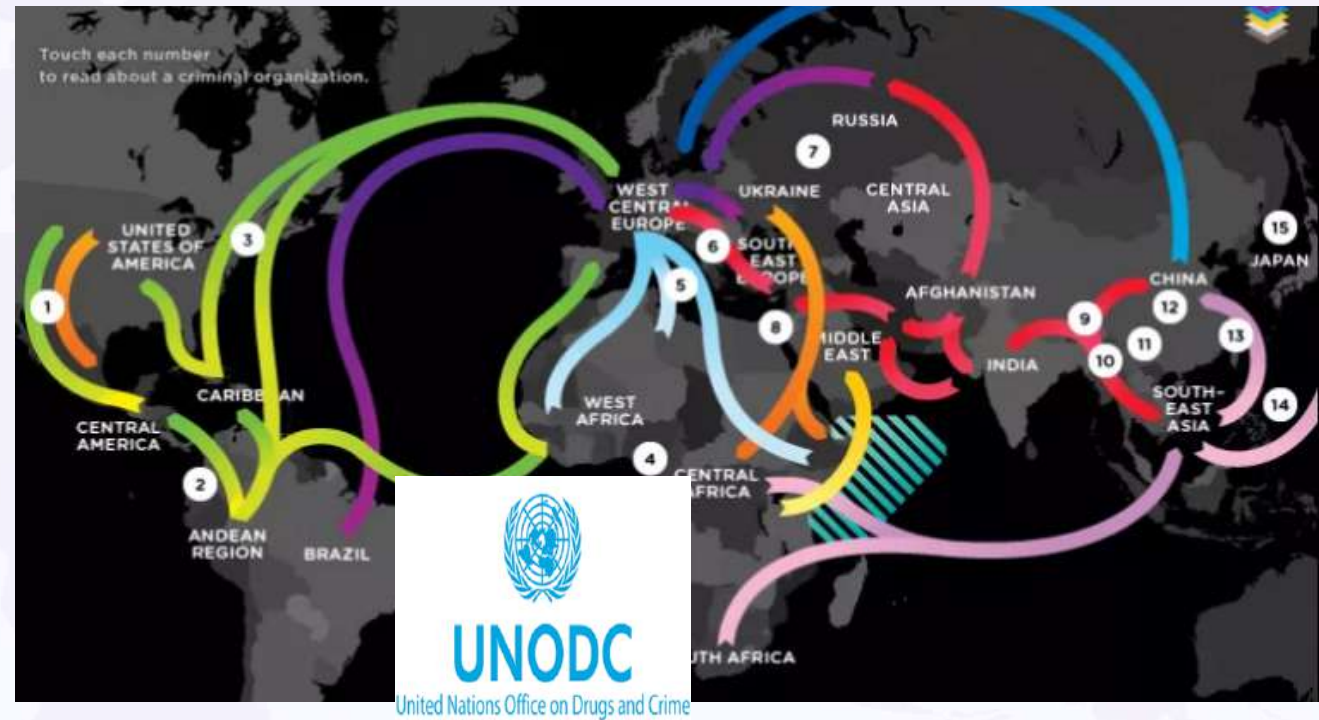 Touch each number
to read about a criminal organization.
RUSSIA
7
WEST
CENTRAL
EUROPE
UKRAINE
CENTRAL
ASIA
UNITED
STATES OF
AMERICA
3
15
JAPAN
6
SOUTH
EAST
EUROPE
CHINA
5
AFGHANISTAN
1
12
9
8
13
MIDDLE
EAST
11
10
INDIA
CARIBBEAN
SOUTH-
EAST
ASIA
14
WEST
AFRICA
CENTRAL
AMERICA
4
CENTRAL
AFRICA
2
ANDEAN
REGION
BRAZIL
UNODC
United Nations Office on Drugs and Crime
UTH AFRICA